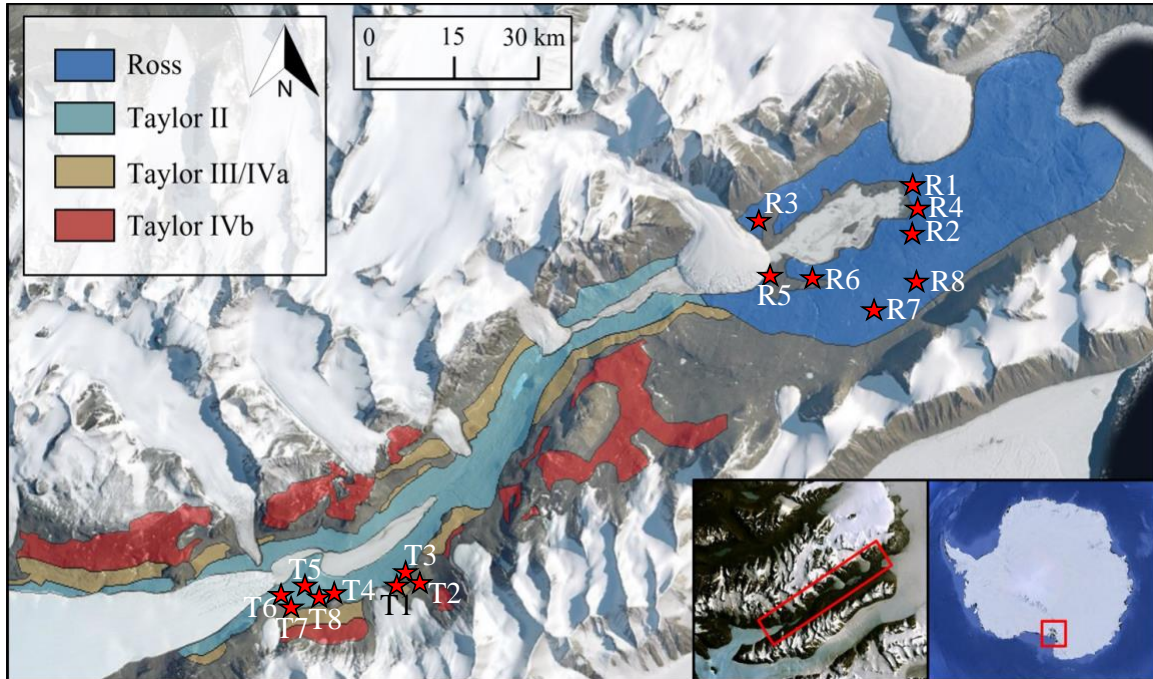 Ross
Taylor II
Taylor III/IVa
Taylor IVb
N
0 15 30 km
R1
R3
R4
R2
R5
R6
R8
R7
T3
T5
T4
T1
T2
T6
T8
T7